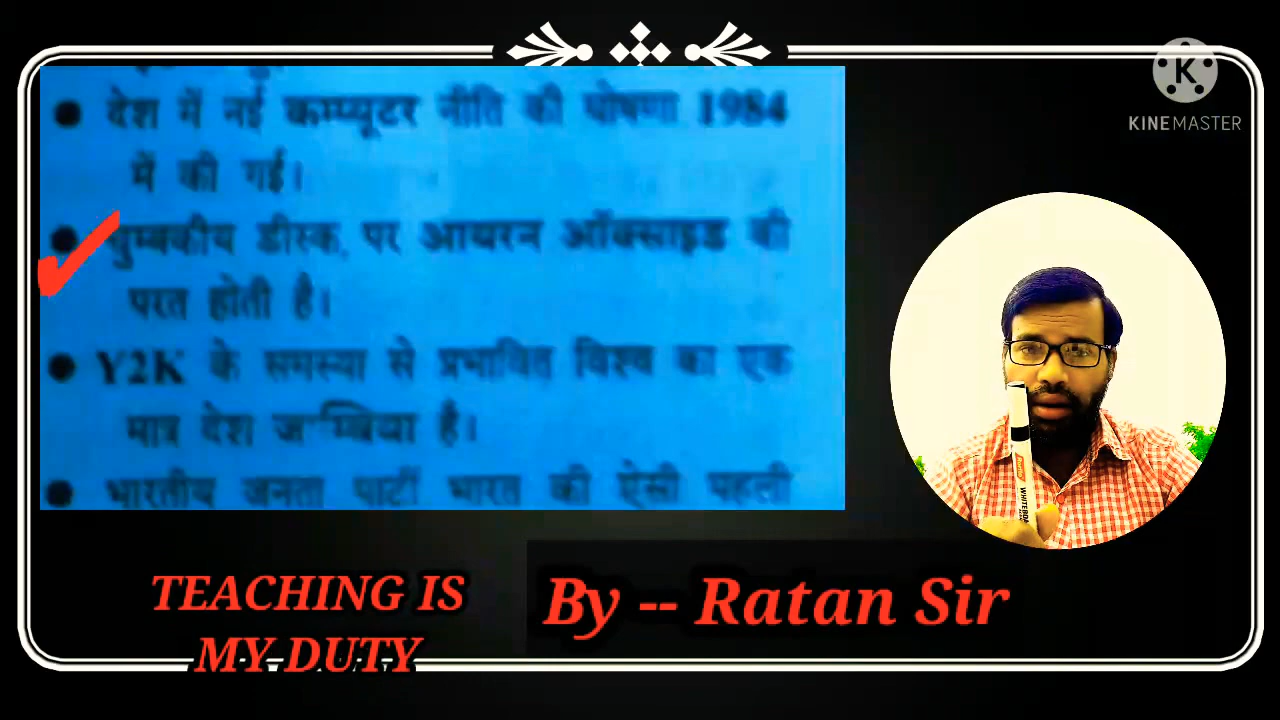 ● देश में नई कम्प्यूटर नीति की घोषणा 1984
में की गई।
● चुम्बकीय डीस्क पर आयरन ऑक्साइड की
परत होती है।
● Y2K के समस्या से प्रभावित विश्व का एक
मात्र देश जाम्बिया है।
● भारतीय जनता पार्टी भारत की ऐसी पहली
K
KINEMASTER
WHITEBOA
TEACHING IS
MY DUTY
By -- Ratan Sir